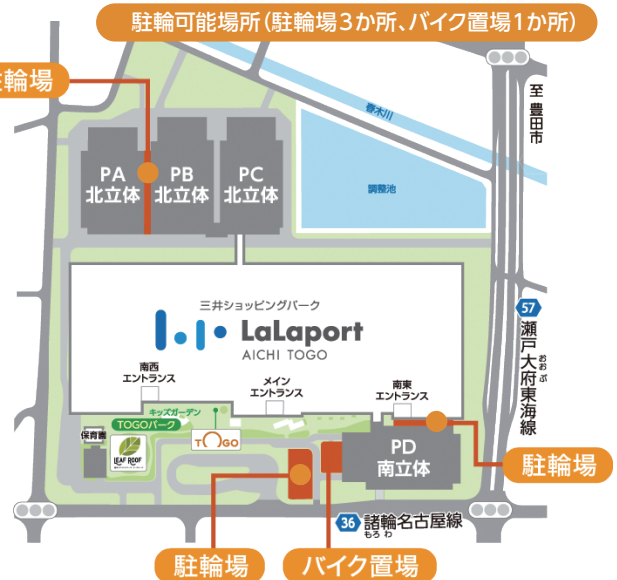 駐輪可能場所(駐輪場3か所、バイク置場1か所)
輪場
至 豊田市
春木川
調整池
PA
北立体
PB
北立体
PC
北立体
三井ショッピングパーク
LaLaport
AICHI TOGO
57
瀬戸大府東海線
おおぶ
南西
エントランス
メイン
エントランス
南東
エントランス
キッズガーデン
TOGOパーク
保育園
LEAF ROOF
TOGO
PD
南立体
駐輪場
36 諸輪名古屋線
もろわ
駐輪場
バイク置場